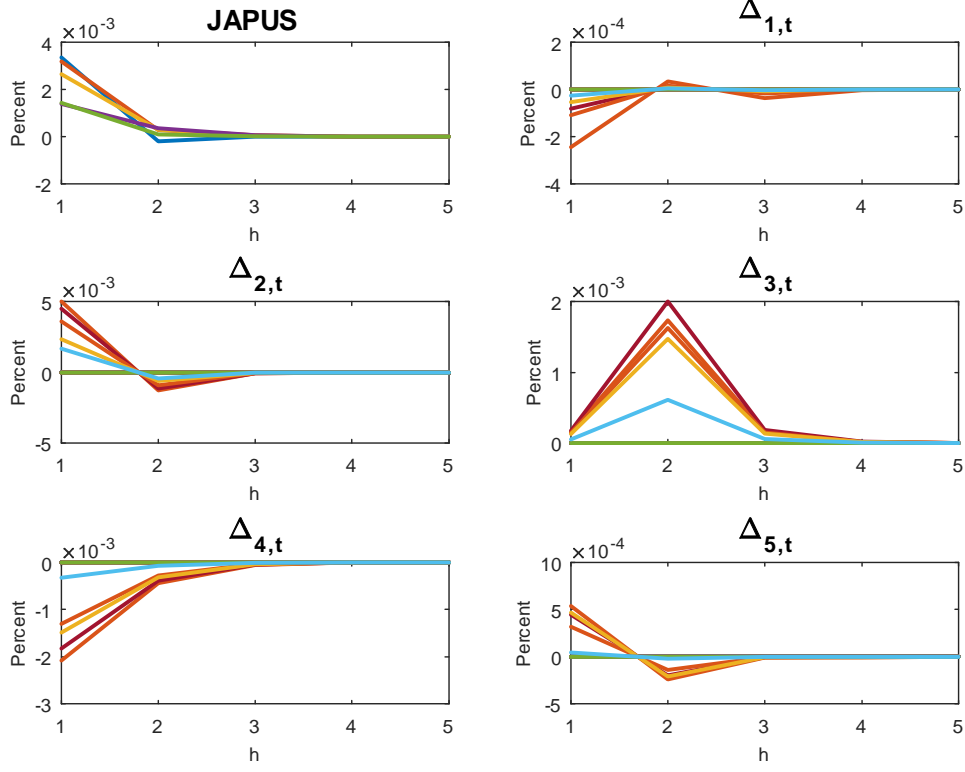 JAPUS
×10⁻³
4
2
0
-2
Percent
1 2 3 4 5
h
Δ₁,ₜ
×10⁻⁴
2
0
-2
-4
Percent
1 2 3 4 5
h
Δ₂,ₜ
×10⁻³
5
0
-5
Percent
1 2 3 4 5
h
Δ₃,ₜ
×10⁻³
2
1
0
Percent
1 2 3 4 5
h
Δ₄,ₜ
×10⁻³
0
-1
-2
-3
Percent
1 2 3 4 5
h
Δ₅,ₜ
×10⁻⁴
10
5
0
-5
Percent
1 2 3 4 5
h